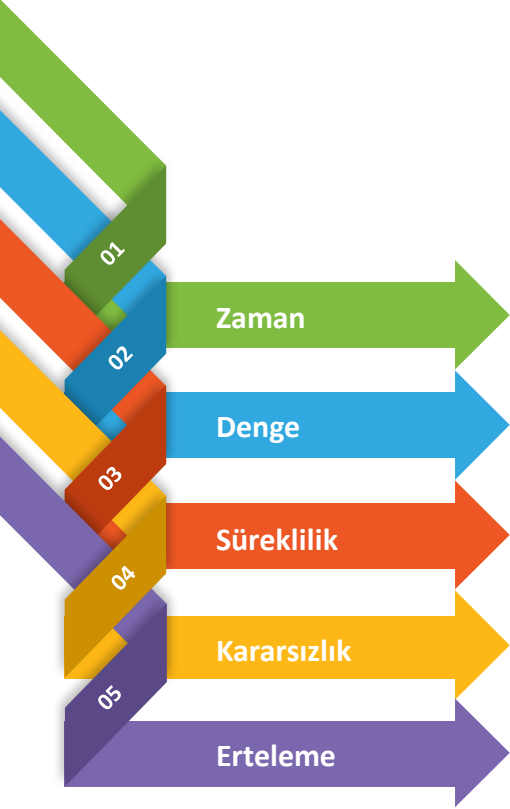 01
Zaman
02
Denge
03
Süreklilik
04
Kararsızlık
05
Erteleme